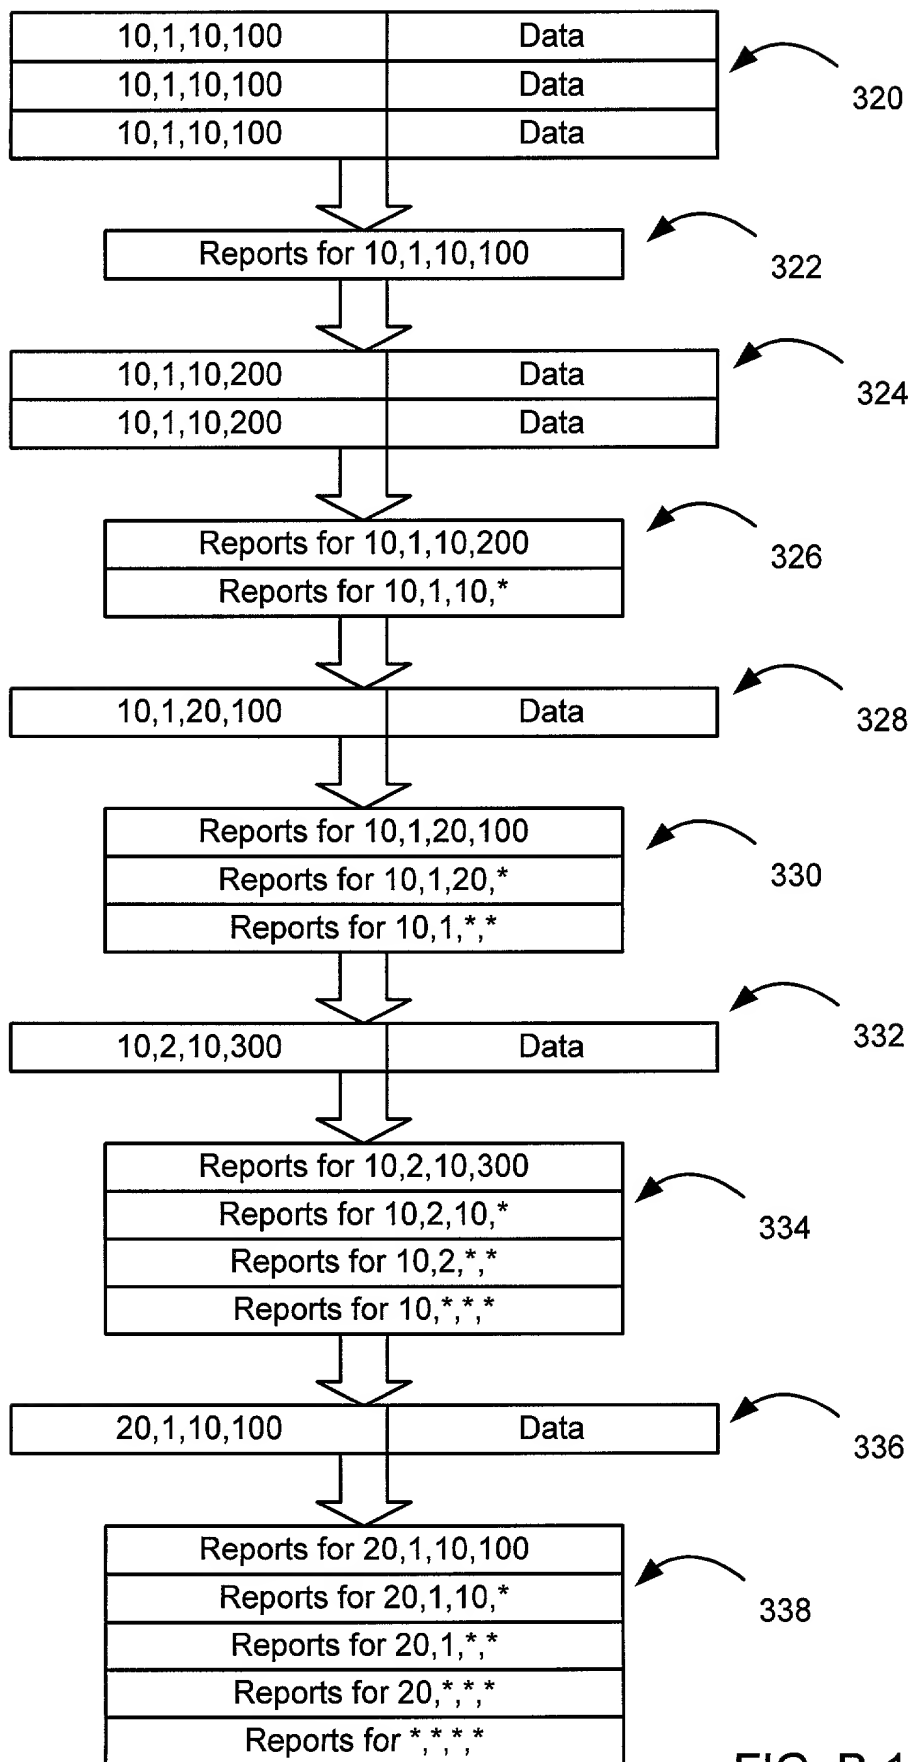 10,1,10,100 Data
10,1,10,100 Data
320
10,1,10,100 Data
Reports for 10,1,10,100
322
10,1,10,200 Data
324
10,1,10,200 Data
Reports for 10,1,10,200
326
Reports for 10,1,10,*
10,1,20,100 Data
328
Reports for 10,1,20,100
330
Reports for 10,1,20,*
Reports for 10,1,*,*
10,2,10,300 Data
332
Reports for 10,2,10,300
Reports for 10,2,10,*
334
Reports for 10,2,*,*
Reports for 10,*,*,*
20,1,10,100 Data
336
Reports for 20,1,10,100
Reports for 20,1,10,*
338
Reports for 20,1,*,*
Reports for 20,*,*,*
Reports for *,*,*,*